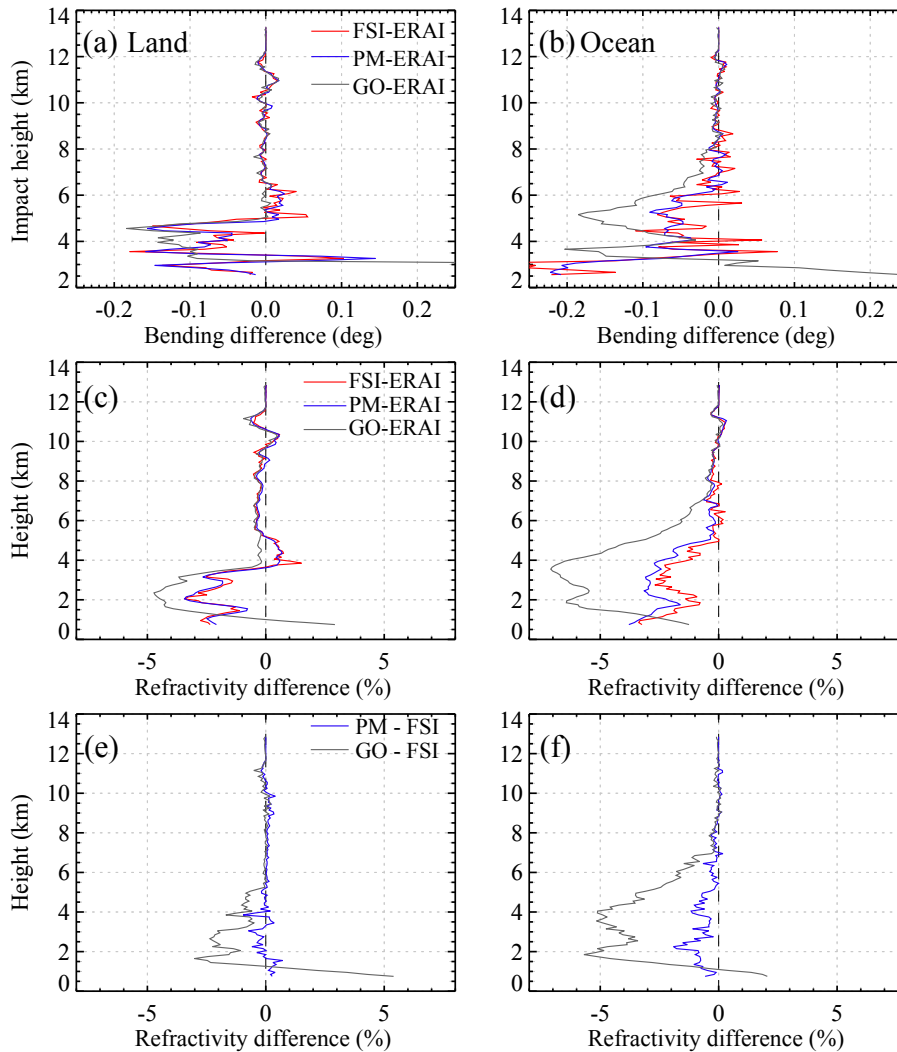 (a) Land
FSI-ERAI
PM-ERAI
GO-ERAI
Impact height (km)
14
12
10
8
6
4
2
-0.2 -0.1 0.0 0.1 0.2
Bending difference (deg)
(b) Ocean
14
12
10
8
6
4
2
-0.2 -0.1 0.0 0.1 0.2
Bending difference (deg)
(c)
FSI-ERAI
PM-ERAI
GO-ERAI
Height (km)
14
12
10
8
6
4
2
0
-5 0 5
Refractivity difference (%)
(d)
14
12
10
8
6
4
2
0
-5 0 5
Refractivity difference (%)
(e)
PM - FSI
GO - FSI
Height (km)
14
12
10
8
6
4
2
0
-5 0 5
Refractivity difference (%)
(f)
14
12
10
8
6
4
2
0
-5 0 5
Refractivity difference (%)